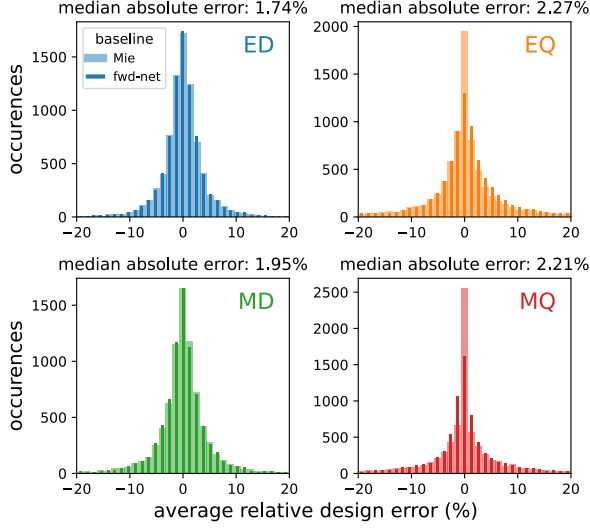 median absolute error: 1.74%
median absolute error: 2.27%
ED
EQ
baseline
Mie
fwd-net
occurences
1500
1000
500
0
2000
1500
1000
500
0
−20 −10 0 10 20
−20 −10 0 10 20
median absolute error: 1.95%
median absolute error: 2.21%
MD
MQ
occurences
1500
1000
500
0
2500
2000
1500
1000
500
0
−20 −10 0 10 20
−20 −10 0 10 20
average relative design error (%)